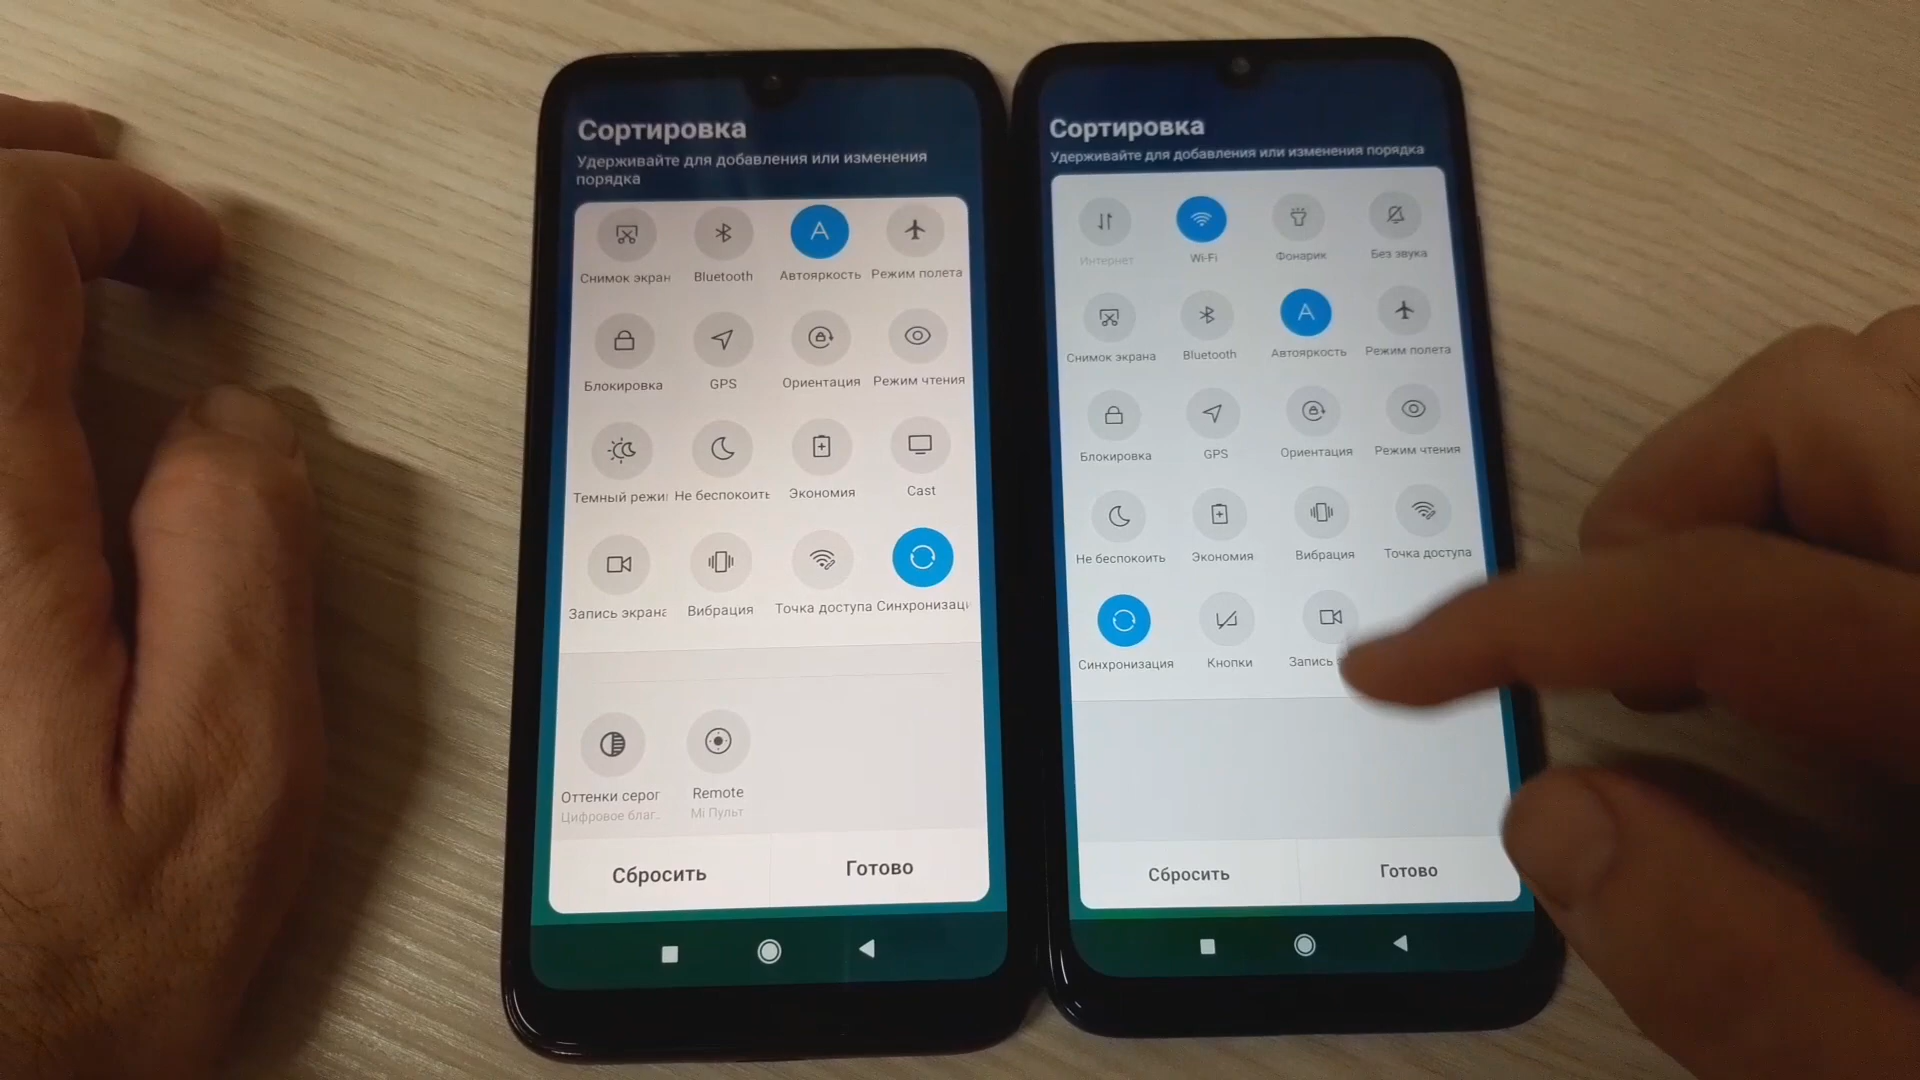 Сортировка
Удерживайте для добавления или изменения
порядка
Снимок экран
Bluetooth
Автояркость
Режим полета
Блокировка
GPS
Ориентация
Режим чтения
Темный режи
Не беспокоить
Экономия
Cast
Запись экрана
Вибрация
Точка доступа
Синхронизац
Оттенки серог
Цифровое благ..
Remote
Mi Пульт
Сбросить
Готово
Сортировка
Удерживайте для добавления или изменения порядка
Интернет
Wi-Fi
Фонарик
Без звука
Снимок экрана
Bluetooth
Автояркость
Режим полета
Блокировка
GPS
Ориентация
Режим чтения
Не беспокоить
Экономия
Вибрация
Точка доступа
Синхронизация
Кнопки
Запись
Сбросить
Готово